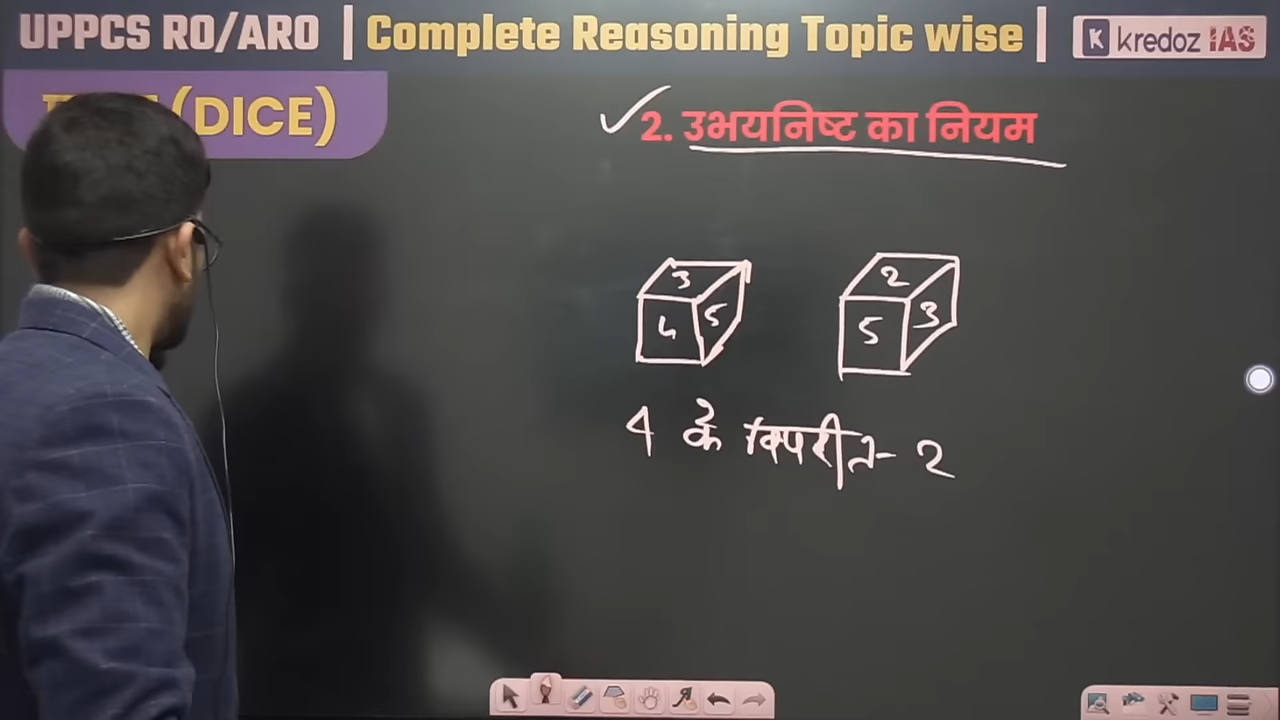 UPPCS RO/ARO | Complete Reasoning Topic wise |
K kredoz IAS
(DICE)
2. उभयनिष्ट का नियम
3
4 5
2
5 3
4 के विपरीत- 2